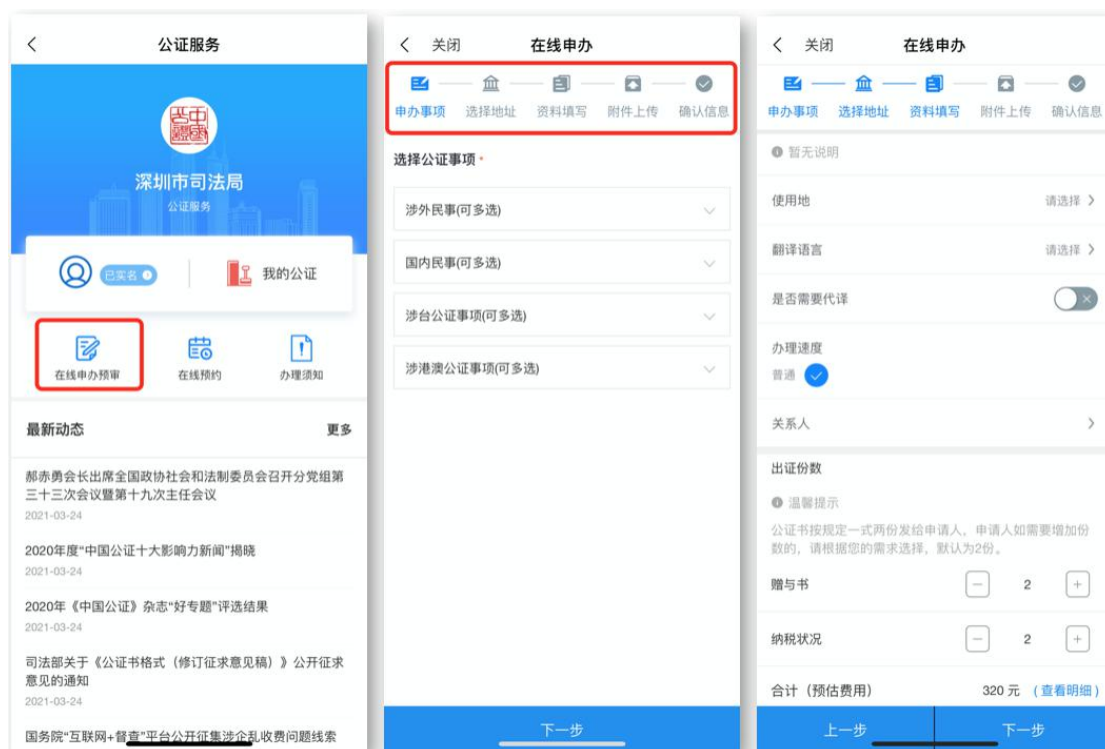 公证服务
中國公證
深圳市司法局
公证服务
已实名
我的公证
在线申办预审
在线预约
办理须知
最新动态
更多
郝赤勇会长出席全国政协社会和法制委员会召开分党组第
三十三次会议暨第十九次主任会议
2021-03-24
2020年度“中国公证十大影响力新闻”揭晓
2021-03-24
2020年《中国公证》杂志“好专题”评选结果
2021-03-24
司法部关于《公证书格式（修订征求意见稿）》公开征求
意见的通知
2021-03-24
国务院“互联网+督查”平台公开征集涉企乱收费问题线索
关闭
在线申办
申办事项
选择地址
资料填写
附件上传
确认信息
选择公证事项*
涉外民事(可多选)
国内民事(可多选)
涉台公证事项(可多选)
涉港澳公证事项(可多选)
下一步
关闭
在线申办
申办事项
选择地址
资料填写
附件上传
确认信息
暂无说明
使用地
请选择
翻译语言
请选择
是否需要代译
办理速度
普通
关系人
出证份数
温馨提示
公证书按规定一式两份发给申请人。申请人如需要增加份
数的，请根据您的需求选择，默认为2份。
赠与书
2
纳税状况
2
合计（预估费用）
320 元 （查看明细）
上一步
下一步